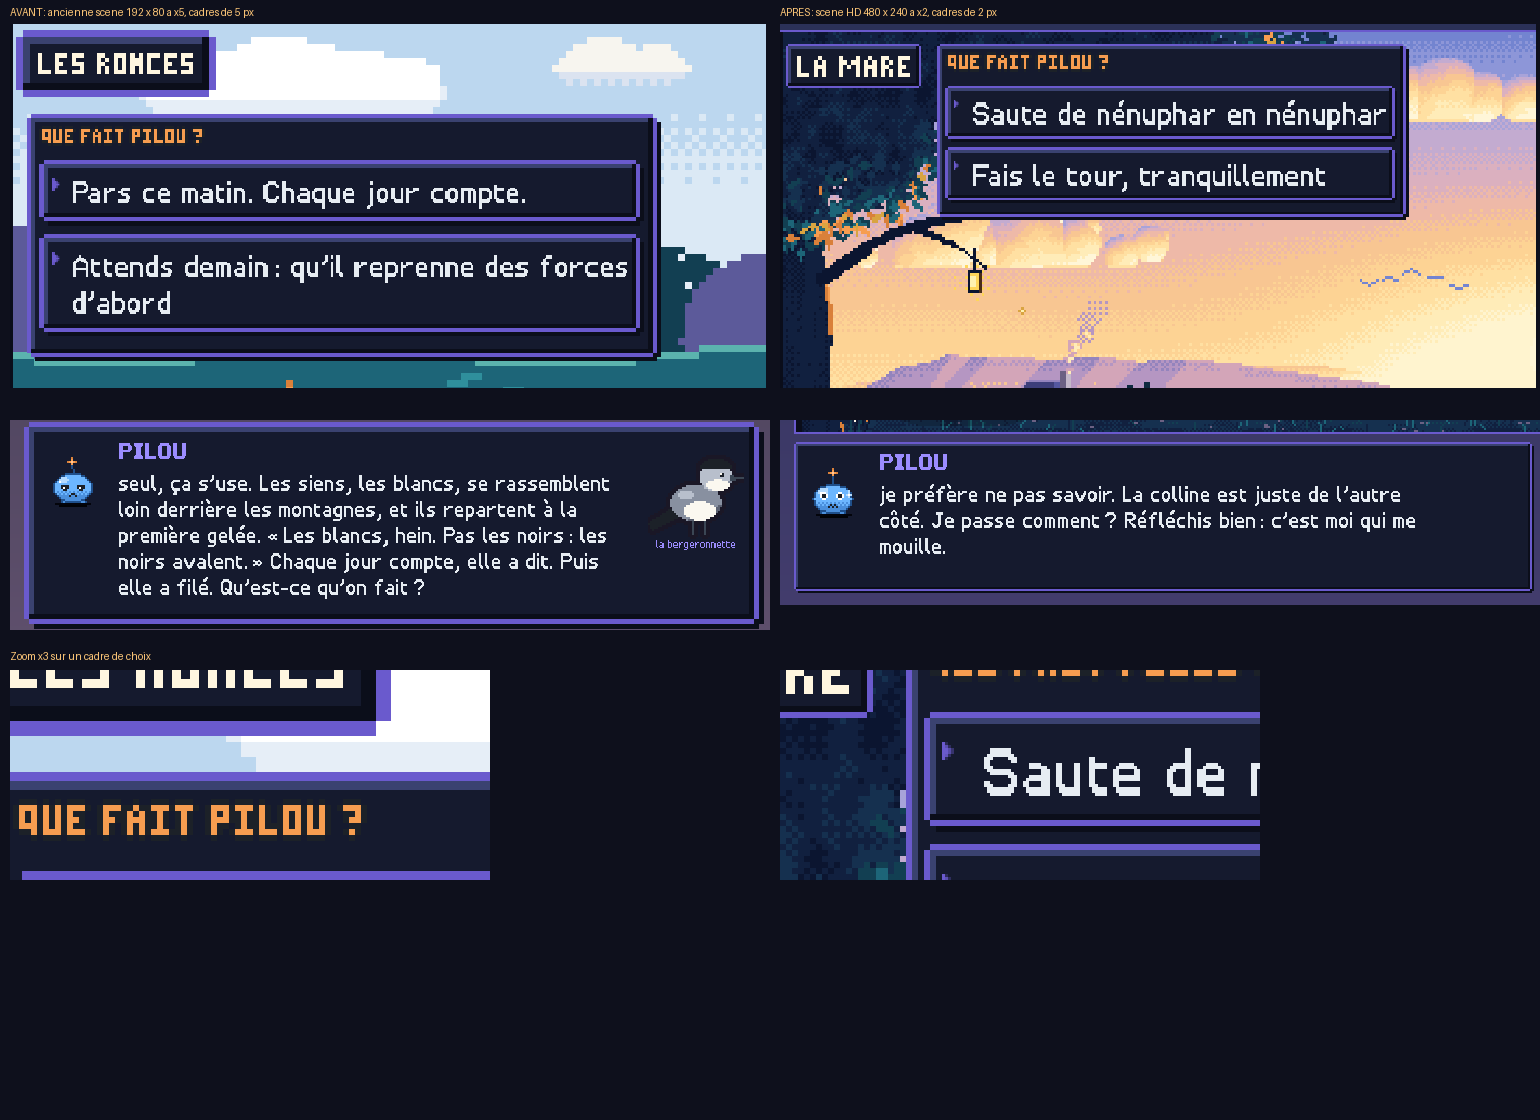 AVANT: ancienne scene 192 x 80 a x5, cadres de 5 px
LES RONCES
QUE FAIT PILOU ?
Pars ce matin. Chaque jour compte.
Attends demain : qu’il reprenne des forces
d’abord
APRES: scene HD 480 x 240 a x2, cadres de 2 px
LA MARE
QUE FAIT PILOU ?
Saute de nénuphar en nénuphar
Fais le tour, tranquillement
PILOU
seul, ça s’use. Les siens, les blancs, se rassemblent
loin derrière les montagnes, et ils repartent à la
première gelée. « Les blancs, hein. Pas les noirs : les
noirs avalent. » Chaque jour compte, elle a dit. Puis
elle a filé. Qu’est-ce qu’on fait ?
la bergeronnette
PILOU
je préfère ne pas savoir. La colline est juste de l’autre
côté. Je passe comment ? Réfléchis bien : c’est moi qui me
mouille.
Zoom x3 sur un cadre de choix
LES RONCES
QUE FAIT PILOU ?
RE
Saute de